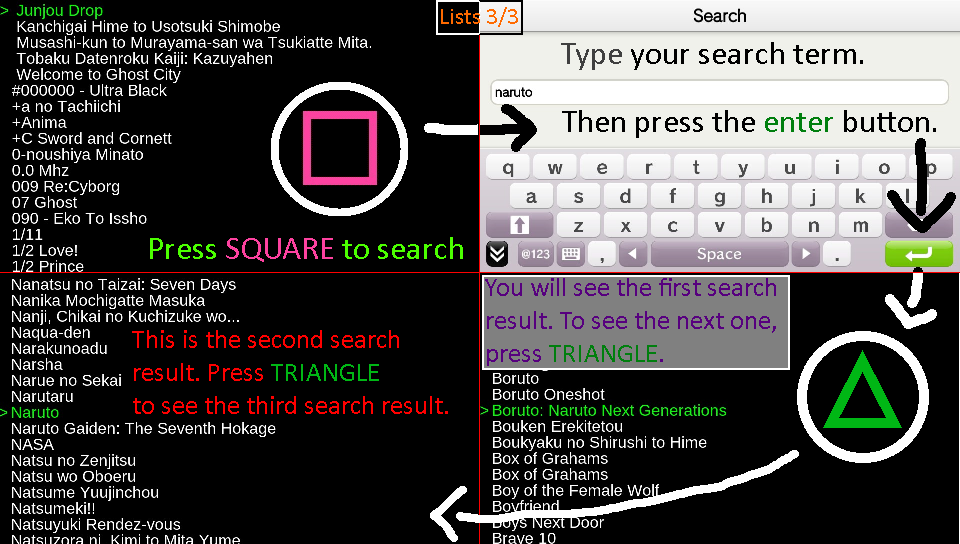 > Junjou Drop
Kanchigai Hime to Usotsuki Shimobe
Musashi-kun to Murayama-san wa Tsukiatte Mita.
Tobaku Datenroku Kaiji: Kazuyahen
Welcome to Ghost City
#000000 - Ultra Black
+a no Tachiichi
+Anima
+C Sword and Cornett
0-noushiya Minato
0.0 Mhz
009 Re:Cyborg
07 Ghost
090 - Eko To Issho
1/11
1/2 Love!
1/2 Prince
Press SQUARE to search
Lists 3/3
Search
Type your search term.
naruto
Then press the enter button.
q w e r t y u i o p
a s d f g h j k l
z x c v b n m
@123 , Space .
You will see the first search
result. To see the next one,
press TRIANGLE.
Boruto
Boruto Oneshot
> Boruto: Naruto Next Generations
Bouken Erekitetou
Boukyaku no Shirushi to Hime
Box of Grahams
Box of Grahams
Boy of the Female Wolf
Boyfriend
Boys Next Door
Brave 10
Nanatsu no Taizai: Seven Days
Nanika Mochigatte Masuka
Nanji, Chikai no Kuchizuke wo...
Naqua-den
Narakunoadu
Narsha
Narue no Sekai
Narutaru
> Naruto
Naruto Gaiden: The Seventh Hokage
NASA
Natsu no Zenjitsu
Natsu wo Oboeru
Natsume Yuujinchou
Natsumeki!!
Natsuyuki Rendez-vous
Natsuzora ni, Kimi to Mita Yume
This is the second search
result. Press TRIANGLE
to see the third search result.